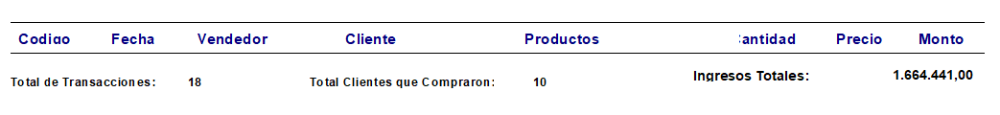 Codigo Fecha Vendedor Cliente Productos Cantidad Precio Monto
Total de Transacciones: 18 Total Clientes que Compraron: 10 Ingresos Totales: 1.664.441,00